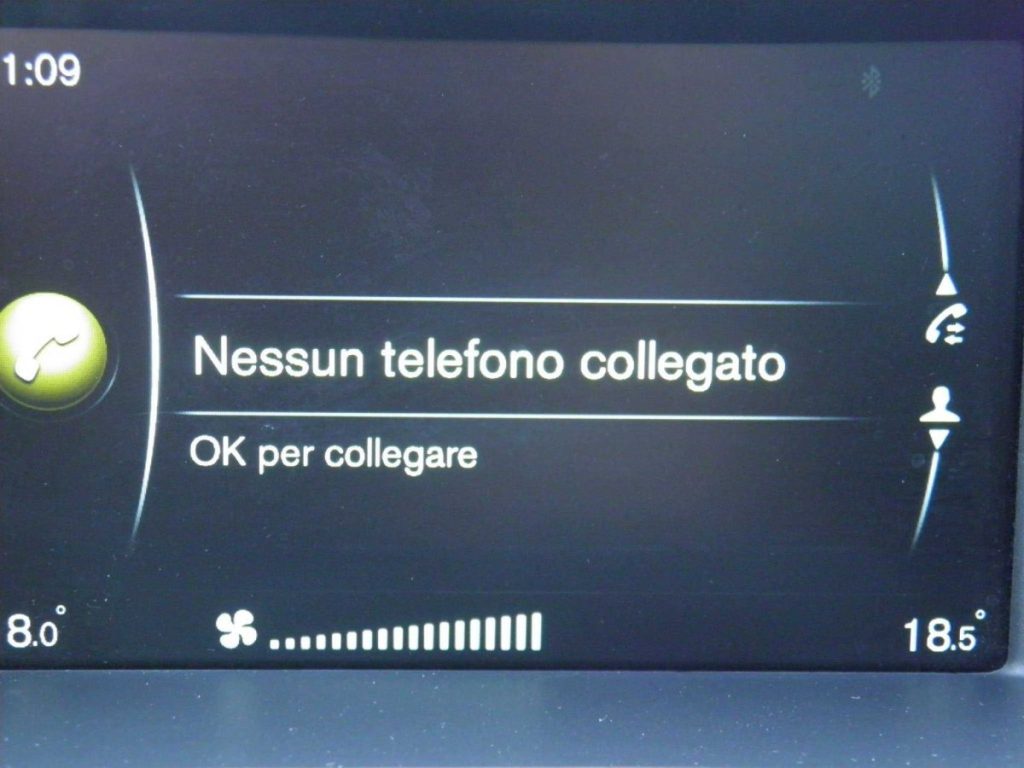 1:09
Nessun telefono collegato
OK per collegare
8.0°
18.5°